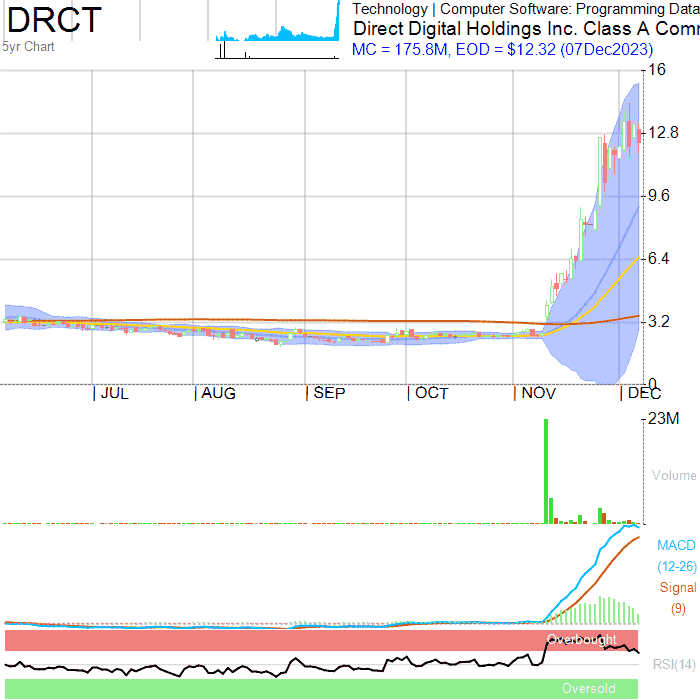 DRCT
5yr Chart
Technology | Computer Software: Programming Data
Direct Digital Holdings Inc. Class A Com
MC = 175.8M, EOD = $12.32 (07Dec2023)
16
12.8
9.6
6.4
3.2
0
JUL AUG SEP OCT NOV DEC
23M
Volume
MACD
(12-26)
Signal
(9)
Overbought
RSI(14)
Oversold